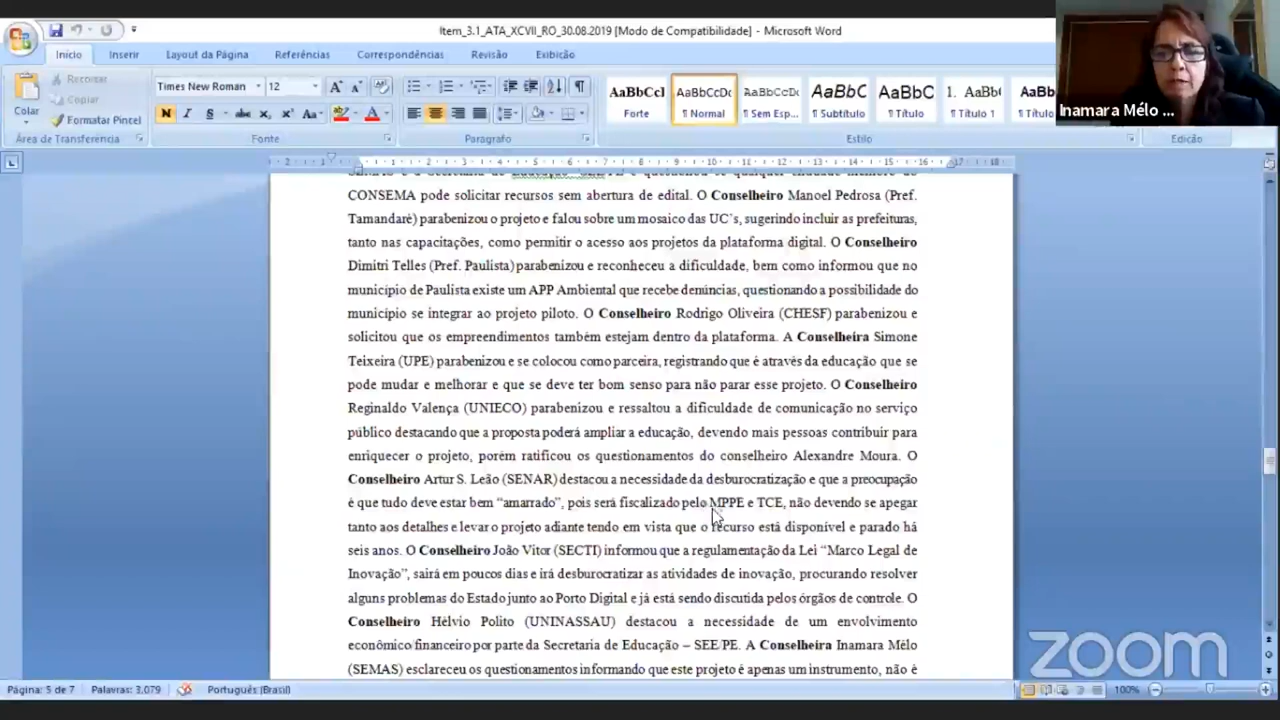 Item_3.1_ATA_XCVII_RO_30.08.2019 [Modo de Compatibilidade] - Microsoft Word
Início Inserir Layout da Página Referências Correspondências Revisão Exibição
Recortar
Copiar
Colar
Formatar Pincel
Times New Roman 12
AaBbCcI AaBbCcDc AaBbCcDc AaBbC AaBbC 1. AaBbC AaBb
Forte ¶ Normal ¶ Sem Esp... ¶ Subtítulo ¶ Título ¶ Título 1 ¶ Título
Área de Transferência Fonte Parágrafo Estilo Edição
Inamara Mélo ...
CONSEMA pode solicitar recursos sem abertura de edital. O Conselheiro Manoel Pedrosa (Pref.
Tamandaré) parabenizou o projeto e falou sobre um mosaico das UC's, sugerindo incluir as prefeituras,
tanto nas capacitações, como permitir o acesso aos projetos da plataforma digital. O Conselheiro
Dimitri Telles (Pref. Paulista) parabenizou e reconheceu a dificuldade, bem como informou que no
município de Paulista existe um APP Ambiental que recebe denúncias, questionando a possibilidade do
município se integrar ao projeto piloto. O Conselheiro Rodrigo Oliveira (CHESF) parabenizou e
solicitou que os empreendimentos também estejam dentro da plataforma. A Conselheira Simone
Teixeira (UPE) parabenizou e se colocou como parceira, registrando que é através da educação que se
pode mudar e melhorar e que se deve ter bom senso para não parar esse projeto. O Conselheiro
Reginaldo Valença (UNIECO) parabenizou e ressaltou a dificuldade de comunicação no serviço
público destacando que a proposta poderá ampliar a educação, devendo mais pessoas contribuir para
enriquecer o projeto, porém ratificou os questionamentos do conselheiro Alexandre Moura. O
Conselheiro Artur S. Leão (SENAR) destacou a necessidade da desburocratização e que a preocupação
é que tudo deve estar bem “amarrado”, pois será fiscalizado pelo MPPE e TCE, não devendo se apegar
tanto aos detalhes e levar o projeto adiante tendo em vista que o recurso está disponível e parado há
seis anos. O Conselheiro João Vitor (SECTI) informou que a regulamentação da Lei “Marco Legal de
Inovação”, sairá em poucos dias e irá desburocratizar as atividades de inovação, procurando resolver
alguns problemas do Estado junto ao Porto Digital e já está sendo discutida pelos órgãos de controle. O
Conselheiro Hélvio Polito (UNINASSAU) destacou a necessidade de um envolvimento
econômico/financeiro por parte da Secretaria de Educação – SEE/PE. A Conselheira Inamara Mélo
(SEMAS) esclareceu os questionamentos informando que este projeto é apenas um instrumento, não é
zoom
Página: 5 de 7 Palavras: 3.079 Português (Brasil) 100%